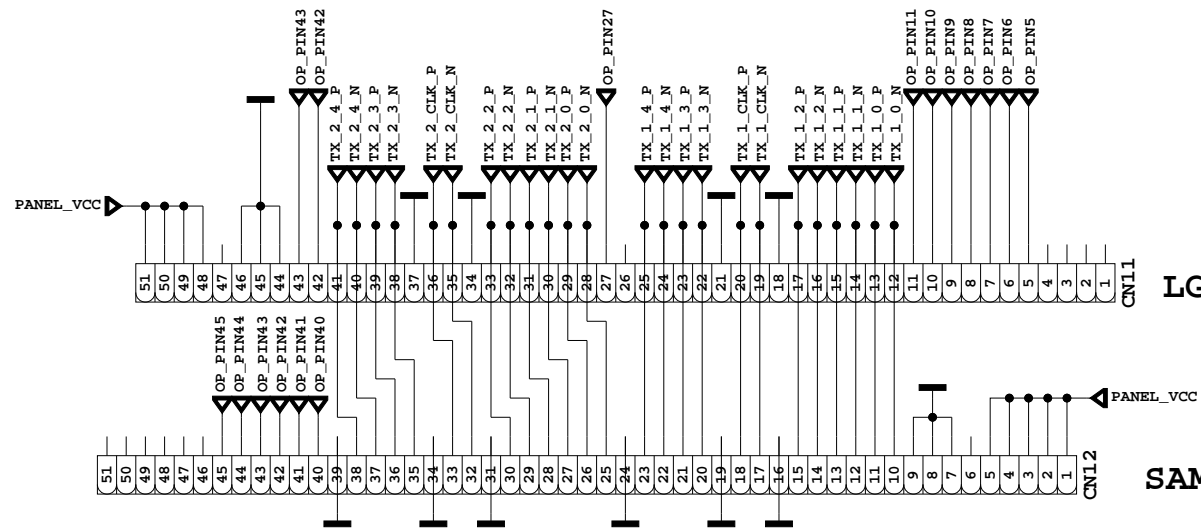 OP_PIN43
OP_PIN42
OP_PIN27
OP_PIN11
OP_PIN10
OP_PIN9
OP_PIN8
OP_PIN7
OP_PIN6
OP_PIN5
TX_2_4_P
TX_2_4_N
TX_2_3_P
TX_2_3_N
TX_2_CLK_P
TX_2_CLK_N
TX_2_2_P
TX_2_2_N
TX_2_1_P
TX_2_1_N
TX_2_0_P
TX_2_0_N
TX_1_4_P
TX_1_4_N
TX_1_3_P
TX_1_3_N
TX_1_CLK_P
TX_1_CLK_N
TX_1_2_P
TX_1_2_N
TX_1_1_P
TX_1_1_N
TX_1_0_P
TX_1_0_N
PANEL_VCC
51 50 49 48 47 46 45 44 43 42 41 40 39 38 37 36 35 34 33 32 31 30 29 28 27 26 25 24 23 22 21 20 19 18 17 16 15 14 13 12 11 10 9 8 7 6 5 4 3 2 1
CN11
LG
OP_PIN45
OP_PIN44
OP_PIN43
OP_PIN42
OP_PIN41
OP_PIN40
PANEL_VCC
51 50 49 48 47 46 45 44 43 42 41 40 39 38 37 36 35 34 33 32 31 30 29 28 27 26 25 24 23 22 21 20 19 18 17 16 15 14 13 12 11 10 9 8 7 6 5 4 3 2 1
CN12
SAM